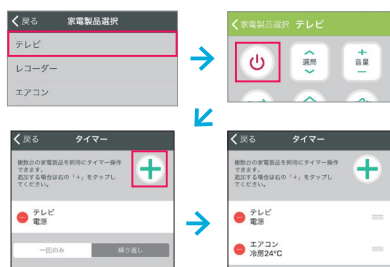 戻る 家電製品選択
テレビ
レコーダー
エアコン
家電製品選択 テレビ
選局
音量
戻る タイマー
複数台の家電製品を同時にタイマー操作
できます。
追加する場合は右の「+」をタップし
てください。
テレビ
電源
一回のみ 繰り返し
戻る タイマー
複数台の家電製品を同時にタイマー操作
できます。
追加する場合は右の「+」をタップし
てください。
テレビ
電源
エアコン
冷房24°C